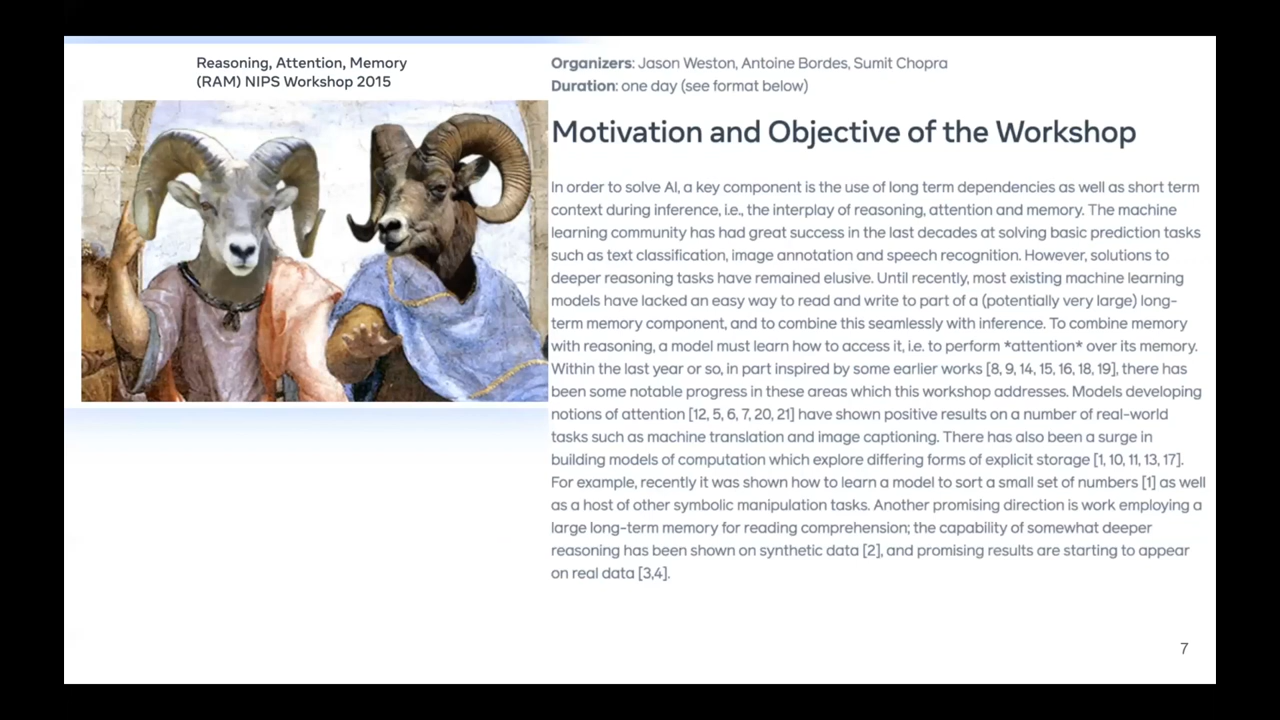 Reasoning, Attention, Memory
(RAM) NIPS Workshop 2015
Organizers: Jason Weston, Antoine Bordes, Sumit Chopra
Duration: one day (see format below)
Motivation and Objective of the Workshop
In order to solve AI, a key component is the use of long term dependencies as well as short term
context during inference, i.e., the interplay of reasoning, attention and memory. The machine
learning community has had great success in the last decades at solving basic prediction tasks
such as text classification, image annotation and speech recognition. However, solutions to
deeper reasoning tasks have remained elusive. Until recently, most existing machine learning
models have lacked an easy way to read and write to part of a (potentially very large) long-
term memory component, and to combine this seamlessly with inference. To combine memory
with reasoning, a model must learn how to access it, i.e. to perform *attention* over its memory.
Within the last year or so, in part inspired by some earlier works [8, 9, 14, 15, 16, 18, 19], there has
been some notable progress in these areas which this workshop addresses. Models developing
notions of attention [12, 5, 6, 7, 20, 21] have shown positive results on a number of real-world
tasks such as machine translation and image captioning. There has also been a surge in
building models of computation which explore differing forms of explicit storage [1, 10, 11, 13, 17].
For example, recently it was shown how to learn a model to sort a small set of numbers [1] as well
as a host of other symbolic manipulation tasks. Another promising direction is work employing a
large long-term memory for reading comprehension; the capability of somewhat deeper
reasoning has been shown on synthetic data [2], and promising results are starting to appear
on real data [3,4].
7